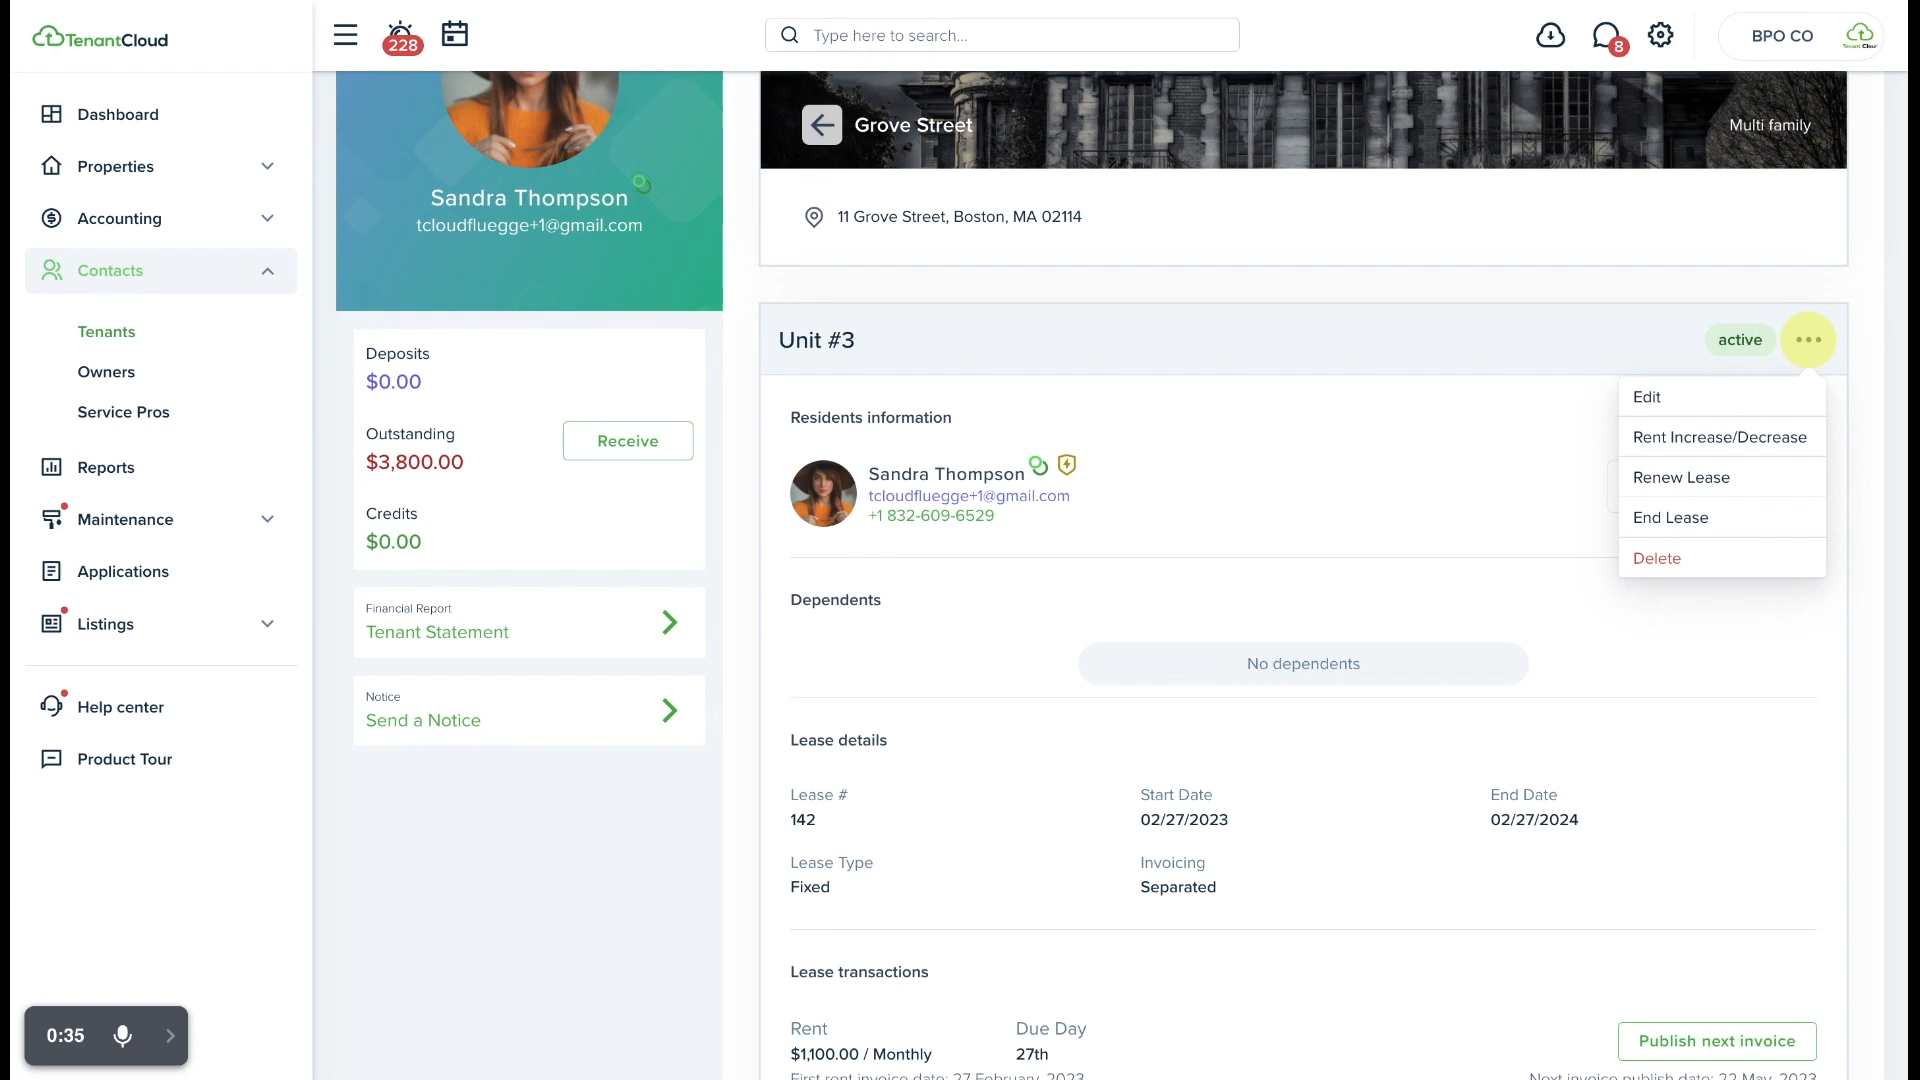 TenantCloud
228
Type here to search...
8
BPO CO
Tenant Cloud
Dashboard
Properties
Accounting
Contacts
Tenants
Owners
Service Pros
Reports
Maintenance
Applications
Listings
Help center
Product Tour
0:35
Sandra Thompson
tcloudfluegge+1@gmail.com
Deposits
$0.00
Outstanding
$3,800.00
Receive
Credits
$0.00
Financial Report
Tenant Statement
Notice
Send a Notice
Grove Street
Multi family
11 Grove Street, Boston, MA 02114
Unit #3
active
Edit
Rent Increase/Decrease
Renew Lease
End Lease
Delete
Residents information
Sandra Thompson
tcloudfluegge+1@gmail.com
+1 832-609-6529
Dependents
No dependents
Lease details
Lease # Start Date End Date
142 02/27/2023 02/27/2024
Lease Type Invoicing
Fixed Separated
Lease transactions
Rent Due Day
$1,100.00 / Monthly 27th
Publish next invoice
First rent invoice date: 27 February, 2023
Next invoice publish date: 22 May, 2023